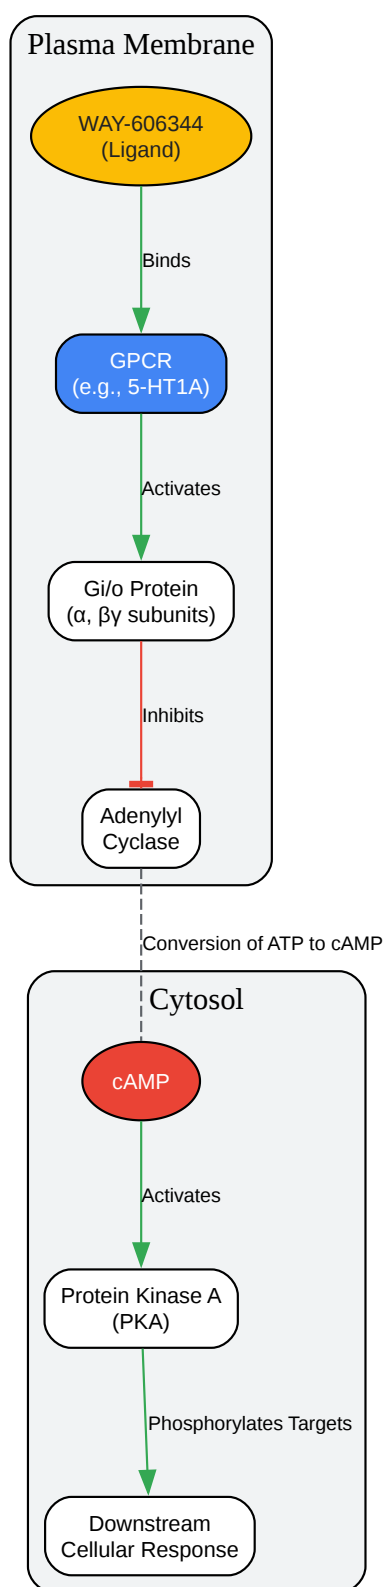 Plasma Membrane
WAY-606344
(Ligand)
Binds
GPCR
(e.g., 5-HT1A)
Activates
Gi/o Protein
(α, βγ subunits)
Inhibits
Adenylyl
Cyclase
Conversion of ATP to cAMP
Cytosol
cAMP
Activates
Protein Kinase A
(PKA)
Phosphorylates Targets
Downstream
Cellular Response